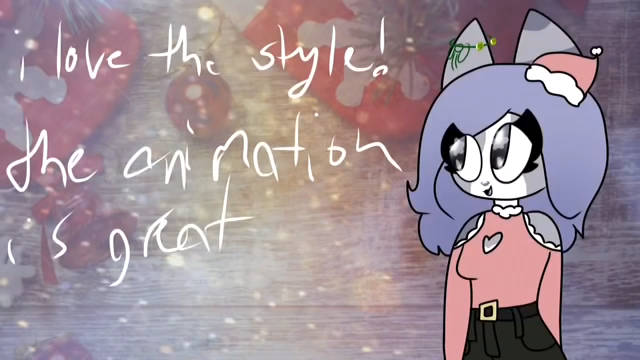 i love the style!
the animation
is great